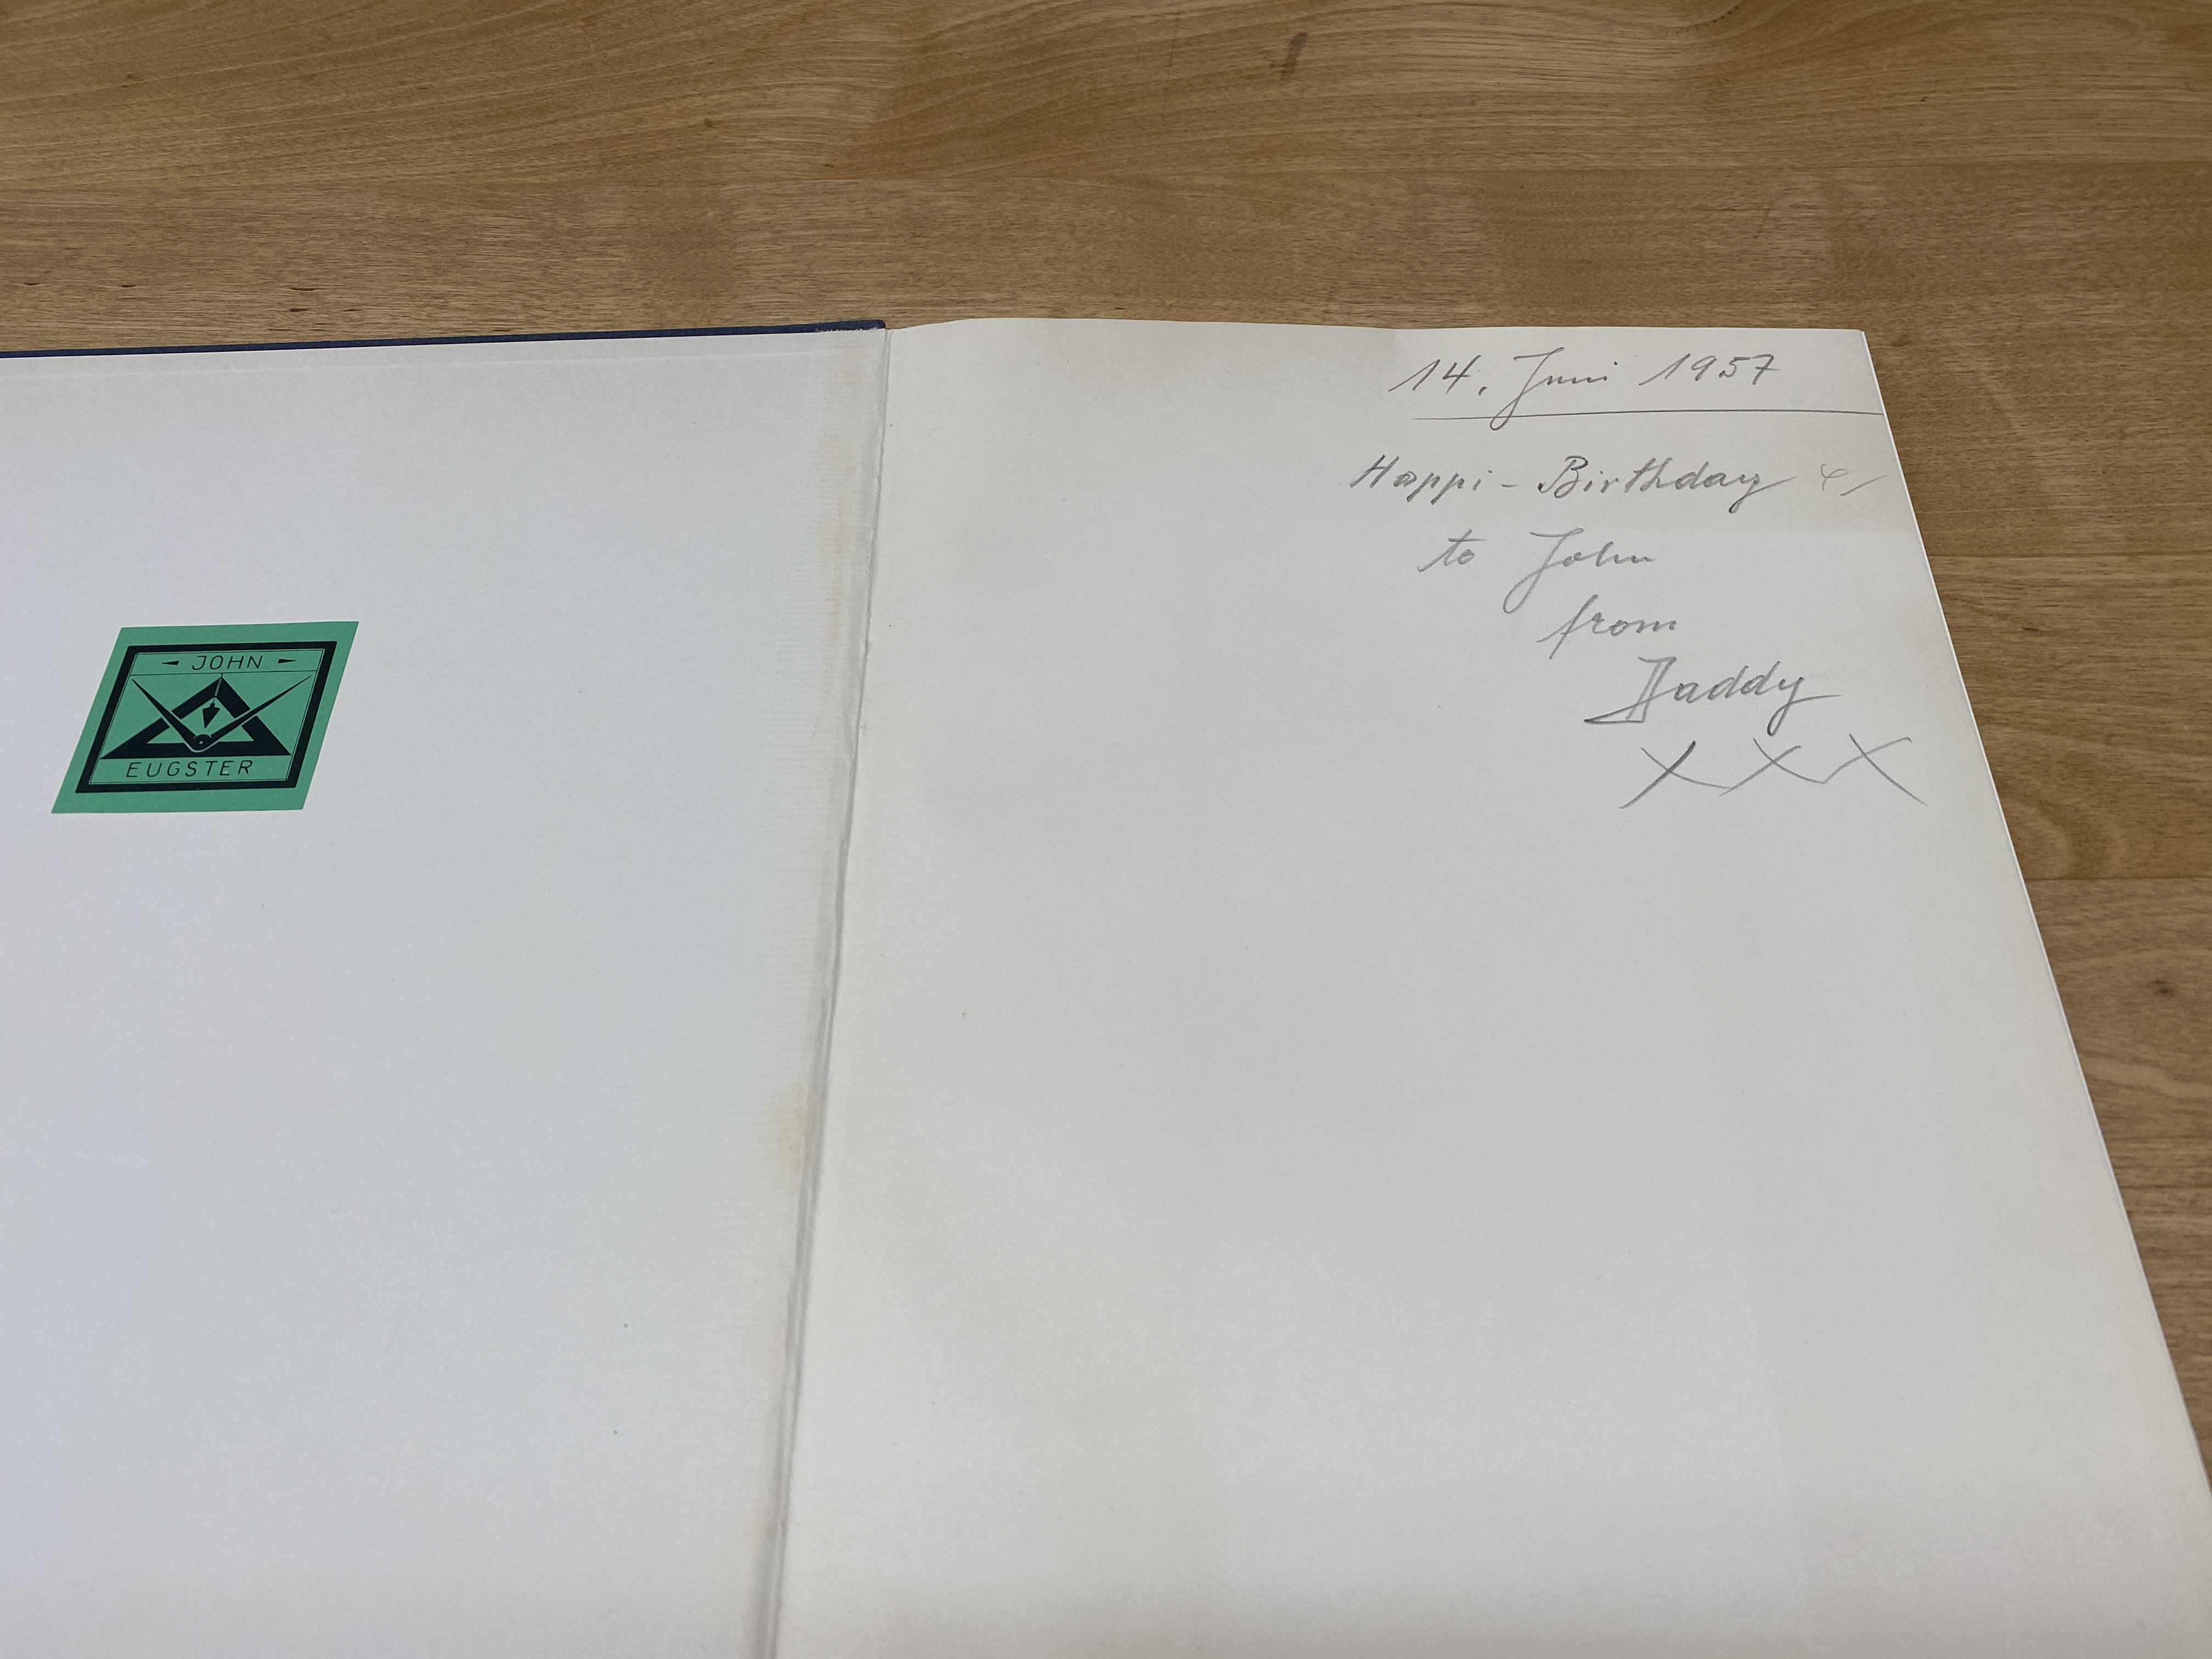 JOHN
EUGSTER
14. Juni 1957
Happi-Birthday
to John
from
Daddy
XXX